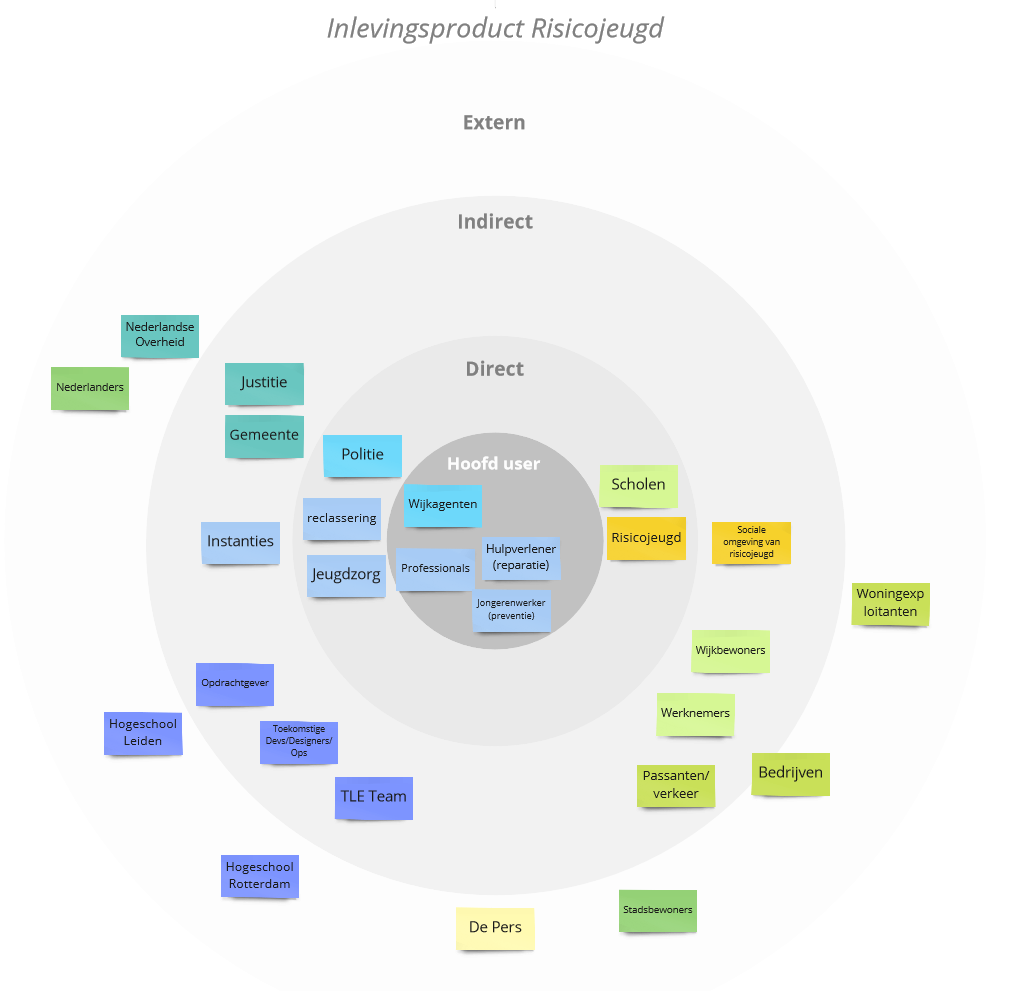 Inlevingsproduct Risicojeugd
Extern
Indirect
Nederlandse
Overheid
Nederlanders
Justitie
Gemeente
Direct
Politie
Hoofd user
Wijkagenten
Scholen
reclassering
Risicojeugd
Sociale
omgeving van
risicojeugd
Instanties
Hulpverlener
(reparatie)
Jeugdzorg
Professionals
Jongerenwerker
(preventie)
Woningexp
loitanten
Wijkbewoners
Opdrachtgever
Werknemers
Hogeschool
Leiden
Toekomstige
Devs/Designers/
Ops
Passanten/
verkeer
Bedrijven
TLE Team
Hogeschool
Rotterdam
Stadsbewoners
De Pers